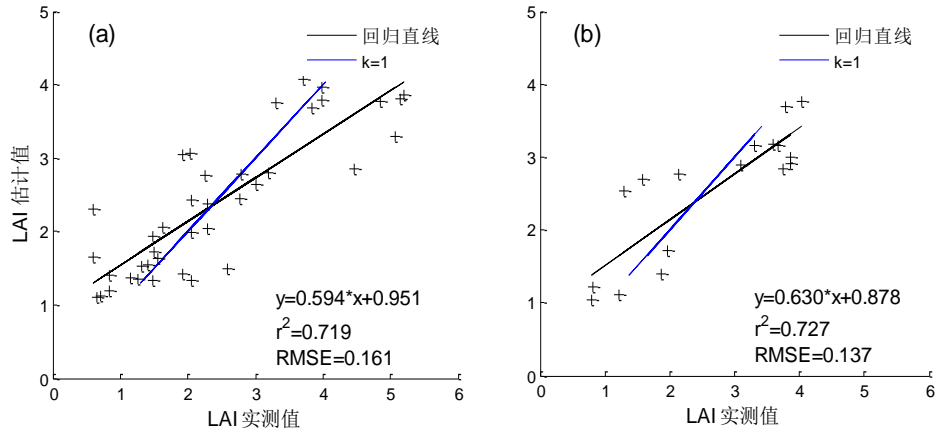 (a)
回归直线
k=1
y=0.594*x+0.951
r²=0.719
RMSE=0.161
LAI 估计值
5
4
3
2
1
0
0 1 2 3 4 5 6
LAI 实测值
(b)
回归直线
k=1
y=0.630*x+0.878
r²=0.727
RMSE=0.137
5
4
3
2
1
0
0 1 2 3 4 5 6
LAI 实测值